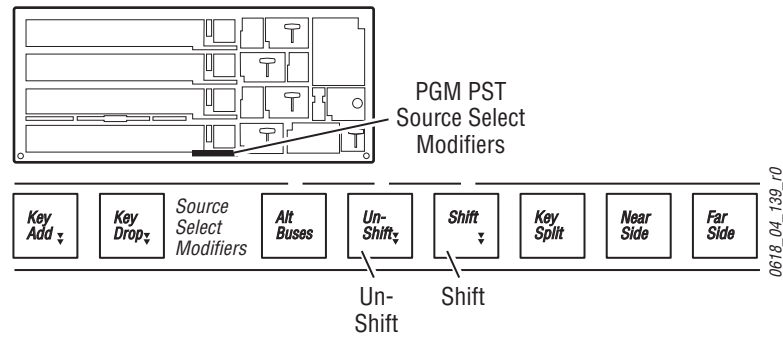 PGM PST
Source Select
Modifiers
Key
Add
Key
Drop
Source
Select
Modifiers
Alt
Buses
Un-
Shift
Shift
Key
Split
Near
Side
Far
Side
Un-
Shift
Shift
0618_04_139_r0